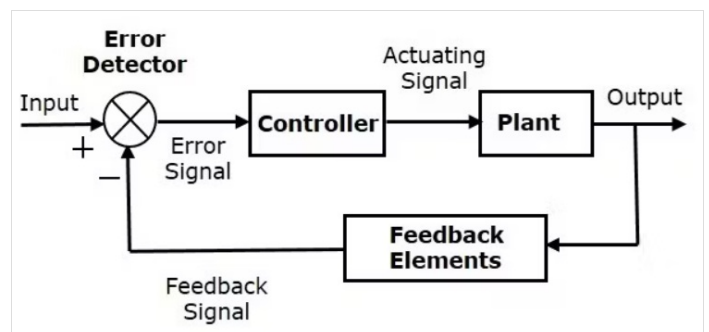 Error
Detector
Actuating
Signal
Input
Output
+
Controller
Plant
Error
Signal
−
Feedback
Elements
Feedback
Signal